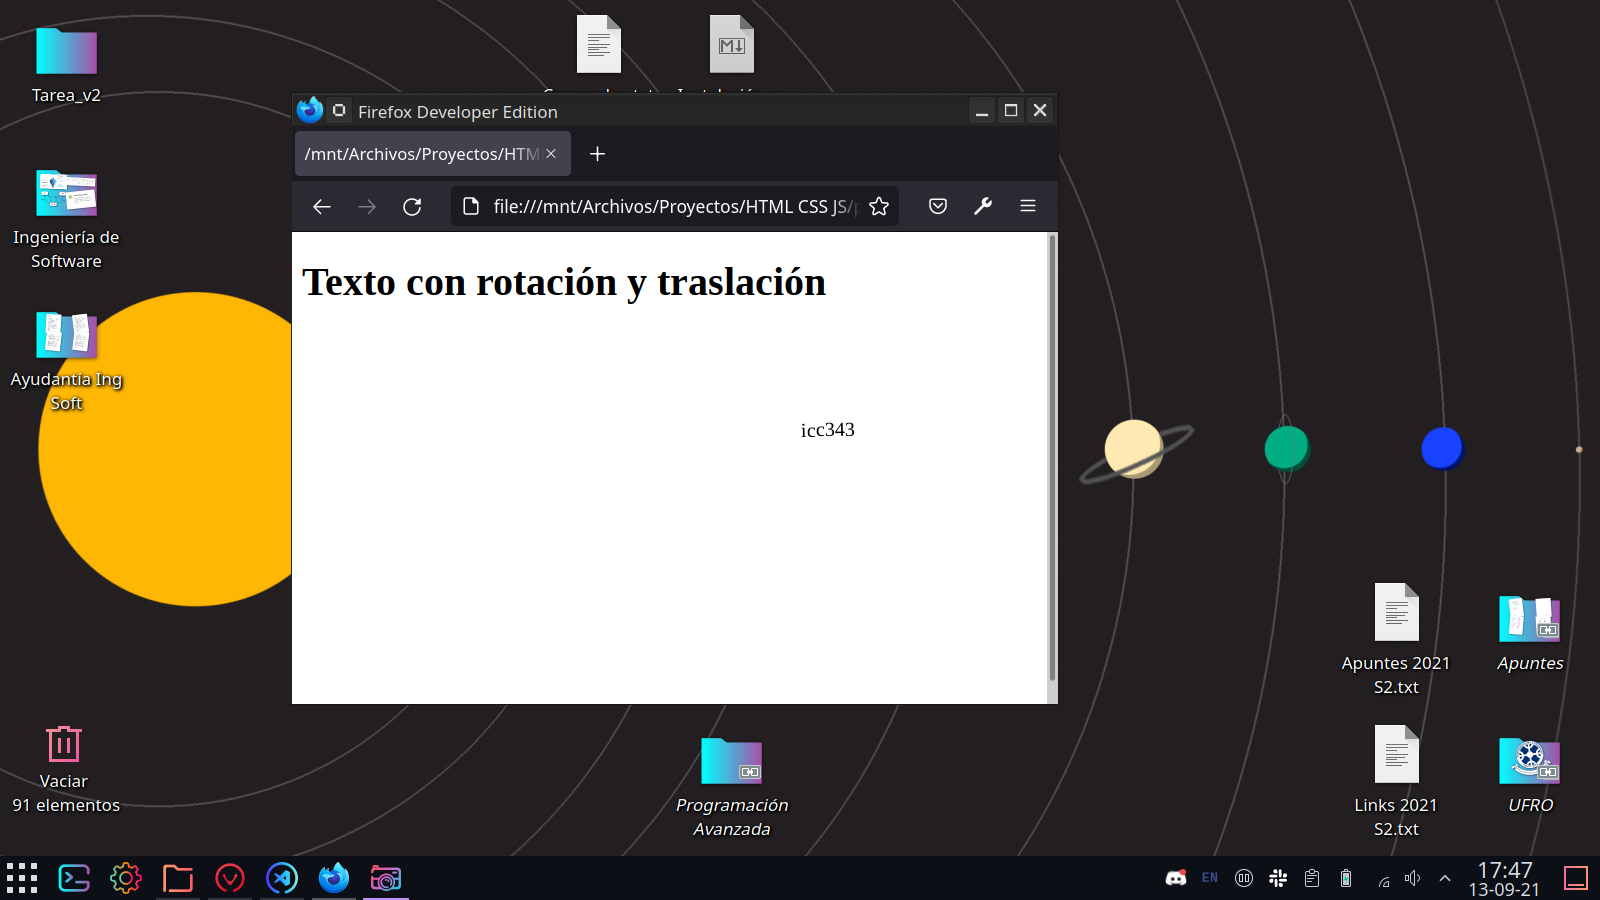 Tarea_v2
Ingeniería de
Software
Ayudantía Ing
Soft
Vaciar
91 elementos
Firefox Developer Edition
/mnt/Archivos/Proyectos/HTM
file:///mnt/Archivos/Proyectos/HTML CSS JS/
Texto con rotación y traslación
icc343
Programación
Avanzada
Apuntes 2021
S2.txt
Apuntes
Links 2021
S2.txt
UFRO
EN
17:47
13-09-21